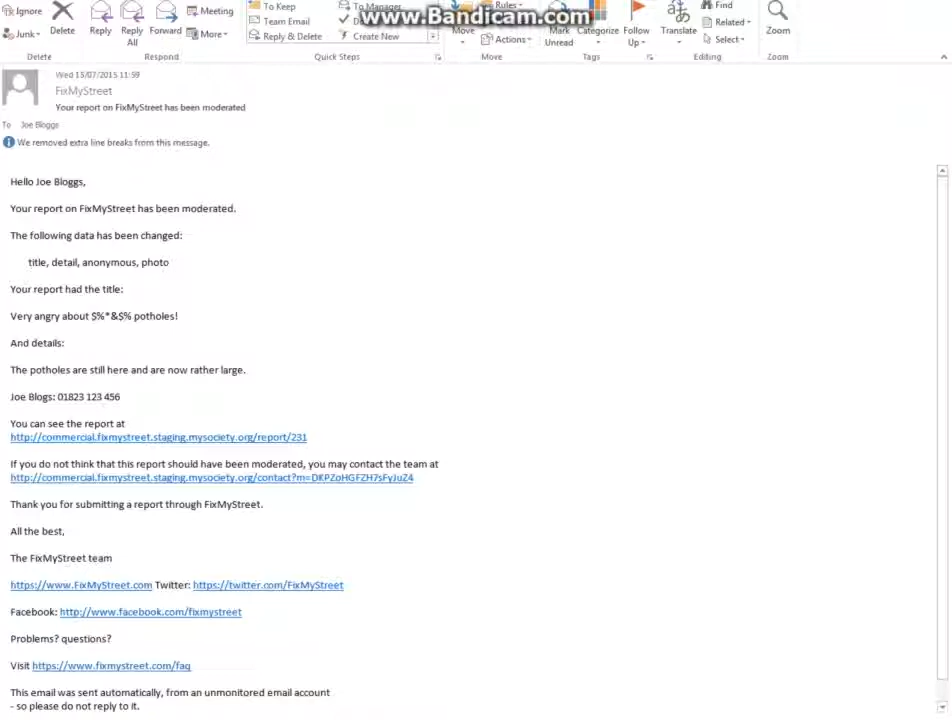 Ignore
Meeting
To Keep
To Manager
Rules
Find
www.Bandicam.com
Team Email
Related
Junk
Delete
Reply
Reply All
Forward
More
Reply & Delete
Create New
Move
Actions
Mark Unread
Categorize
Follow Up
Translate
Select
Zoom
Delete
Respond
Quick Steps
Move
Tags
Editing
Zoom
Wed 15/07/2015 11:59
FixMyStreet
Your report on FixMyStreet has been moderated
To Joe Bloggs
We removed extra line breaks from this message.
Hello Joe Bloggs,
Your report on FixMyStreet has been moderated.
The following data has been changed:
title, detail, anonymous, photo
Your report had the title:
Very angry about $%*&$% potholes!
And details:
The potholes are still here and are now rather large.
Joe Blogs: 01823 123 456
You can see the report at
http://commercial.fixmystreet.staging.mysociety.org/report/231
If you do not think that this report should have been moderated, you may contact the team at
http://commercial.fixmystreet.staging.mysociety.org/contact?m=DKPZoHGFZH7sFyJuZ4
Thank you for submitting a report through FixMyStreet.
All the best,
The FixMyStreet team
https://www.FixMyStreet.com Twitter: https://twitter.com/FixMyStreet
Facebook: http://www.facebook.com/fixmystreet
Problems? questions?
Visit https://www.fixmystreet.com/faq
This email was sent automatically, from an unmonitored email account
- so please do not reply to it.